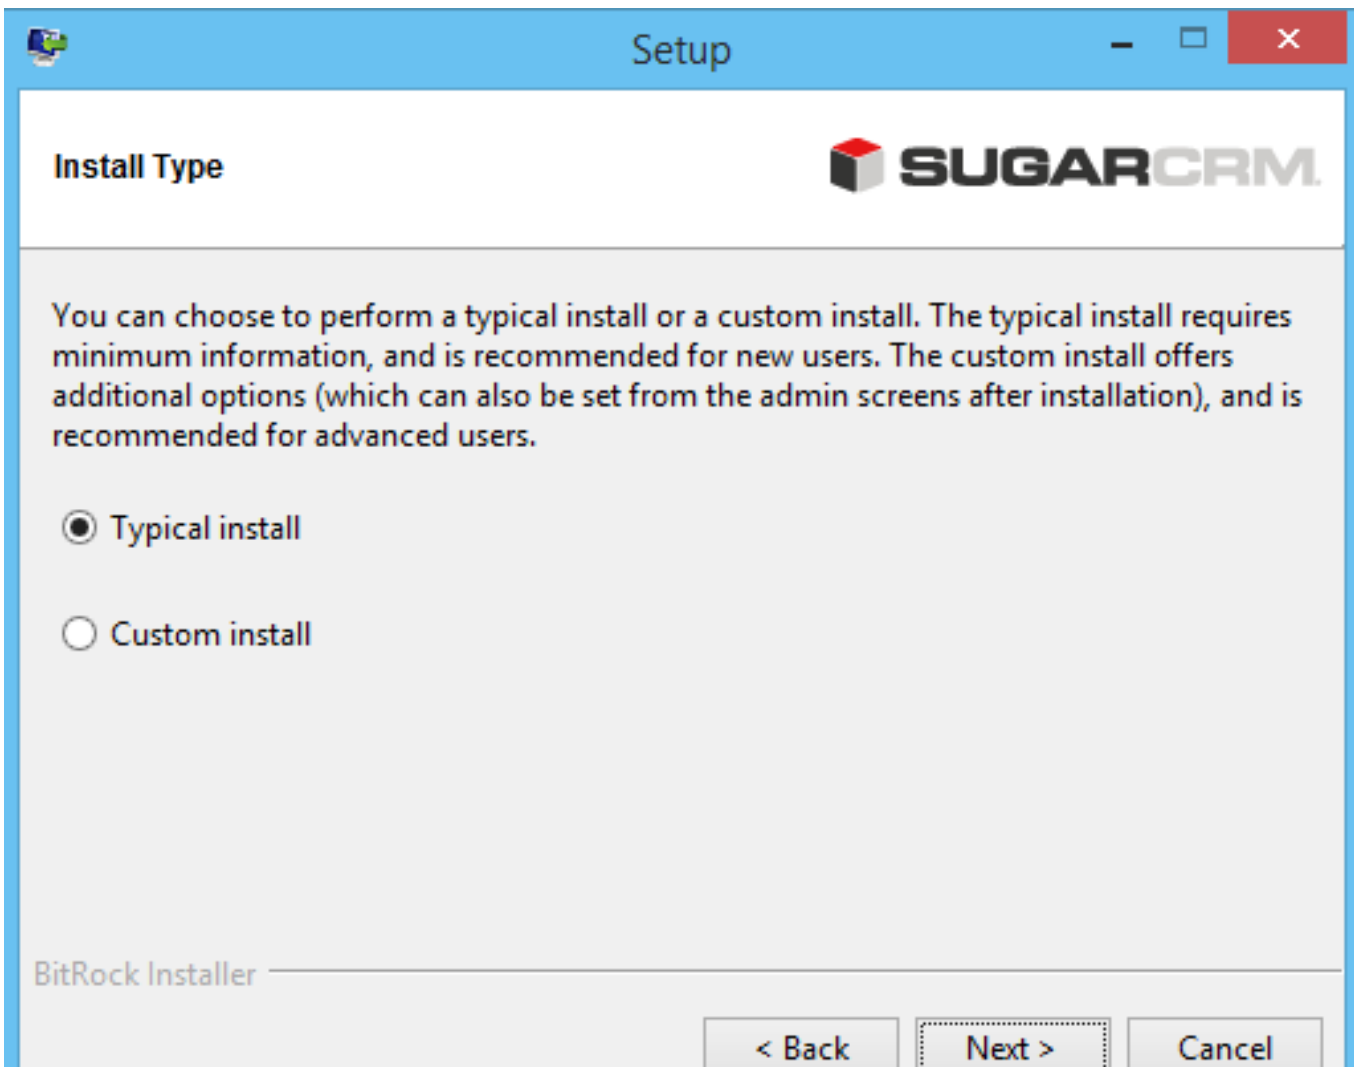 Setup
Install Type
SUGARCRM.
You can choose to perform a typical install or a custom install. The typical install requires
minimum information, and is recommended for new users. The custom install offers
additional options (which can also be set from the admin screens after installation), and is
recommended for advanced users.
Typical install
Custom install
BitRock Installer
< Back
Next >
Cancel